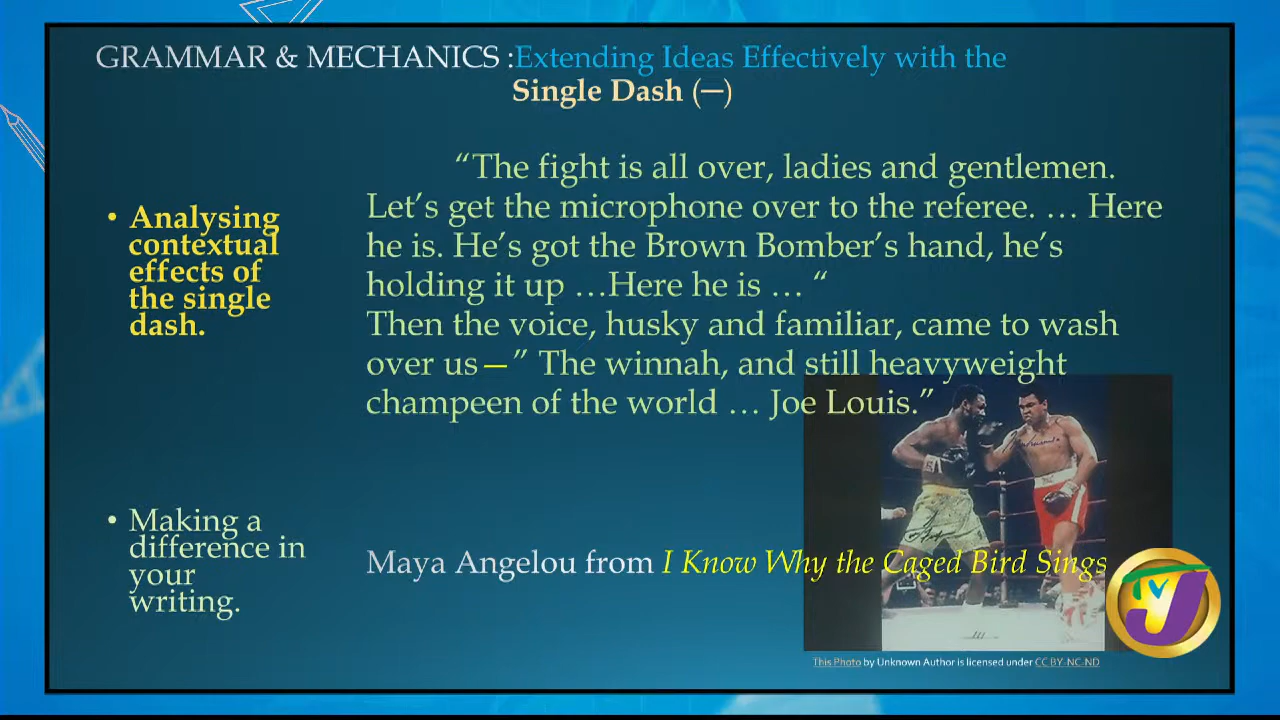 GRAMMAR & MECHANICS :Extending Ideas Effectively with the
Single Dash (—)
• Analysing
contextual
effects of
the single
dash.
“The fight is all over, ladies and gentlemen.
Let’s get the microphone over to the referee. … Here
he is. He’s got the Brown Bomber’s hand, he’s
holding it up …Here he is … “
Then the voice, husky and familiar, came to wash
over us—” The winnah, and still heavyweight
champeen of the world … Joe Louis.”
• Making a
difference in
your
writing.
Maya Angelou from I Know Why the Caged Bird Sings
TVJ
This Photo by Unknown Author is licensed under CC BY-NC-ND